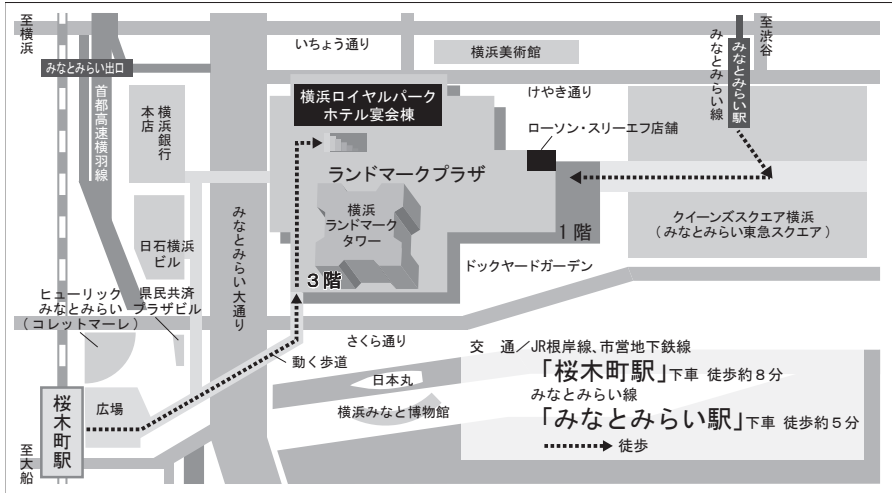 至横浜
いちょう通り
横浜美術館
みなとみらい線
みなとみらい駅
至渋谷
みなとみらい出口
首都高速横羽線
横浜銀行
本店
横浜ロイヤルパーク
ホテル宴会棟
けやき通り
ローソン・スリーエフ店舗
ランドマークプラザ
横浜
ランドマーク
タワー
1階
クイーンズスクエア横浜
（みなとみらい東急スクエア）
みなとみらい大通り
日石横浜
ビル
3階
ドックヤードガーデン
ヒューリック
みなとみらい
（コレットマーレ）
県民共済
プラザビル
さくら通り
動く歩道
日本丸
横浜みなと博物館
広場
桜木町駅
至大船
交　通／JR根岸線、市営地下鉄線
「桜木町駅」下車 徒歩約8分
みなとみらい線
「みなとみらい駅」下車 徒歩約5分
徒歩